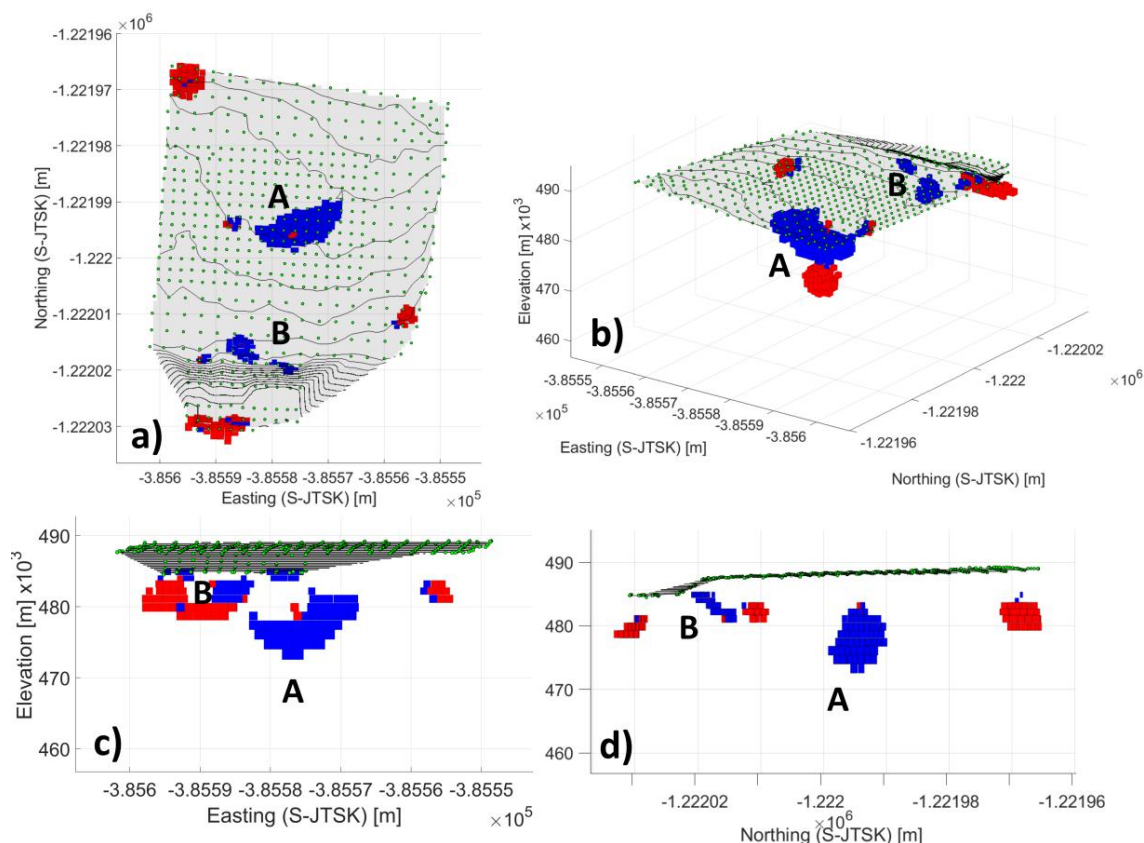 ×10⁶
-1.22196
-1.22197
-1.22198
-1.22199
-1.222
-1.22201
-1.22202
-1.22203
Northing (S-JTSK) [m]
A
B
a)
-3.856 -3.8559 -3.8558 -3.8557 -3.8556 -3.8555
Easting (S-JTSK) [m]
×10⁵
490
480
470
460
Elevation [m] x10³
A
B
b)
-3.8555
-3.8556
-3.8557
-3.8558
-3.8559
-3.856
×10⁵
Easting (S-JTSK) [m]
-1.22202
-1.222
-1.22198
-1.22196
×10⁶
Northing (S-JTSK) [m]
490
480
470
460
Elevation [m] x10³
B
A
c)
-3.856 -3.8559 -3.8558 -3.8557 -3.8556 -3.8555
Easting (S-JTSK) [m]
×10⁵
490
480
470
460
B
A
d)
-1.22202 -1.222 -1.22198 -1.22196
×10⁶
Northing (S-JTSK) [m]